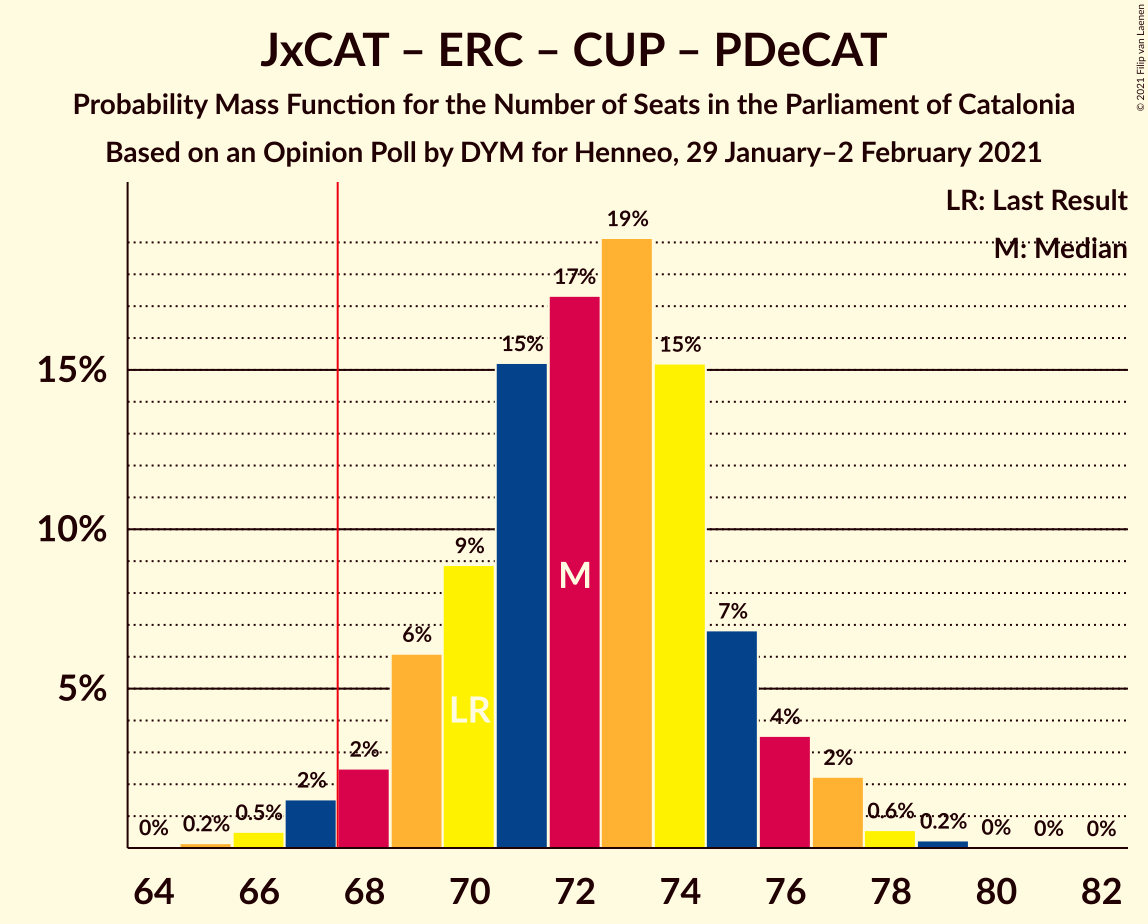 JxCAT – ERC – CUP – PDeCAT
Probability Mass Function for the Number of Seats in the Parliament of Catalonia
Based on an Opinion Poll by DYM for Henneo, 29 January–2 February 2021
© 2021 Filip van Laenen
LR: Last Result
M: Median
19%
17%
15%
15%
15%
10%
9%
M
7%
6%
5%
LR
4%
2%
2%
2%
0%
0.2%
0.5%
0.6%
0.2%
0%
0%
0%
64 66 68 70 72 74 76 78 80 82